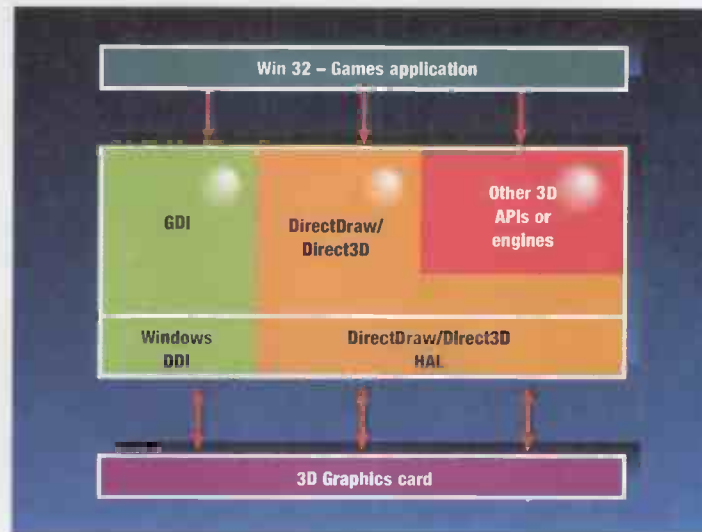 Win 32 – Games application
GDI
DirectDraw/
Direct3D
Other 3D
APIs or
engines
Windows
DDI
DirectDraw/Direct3D
HAL
3D Graphics card